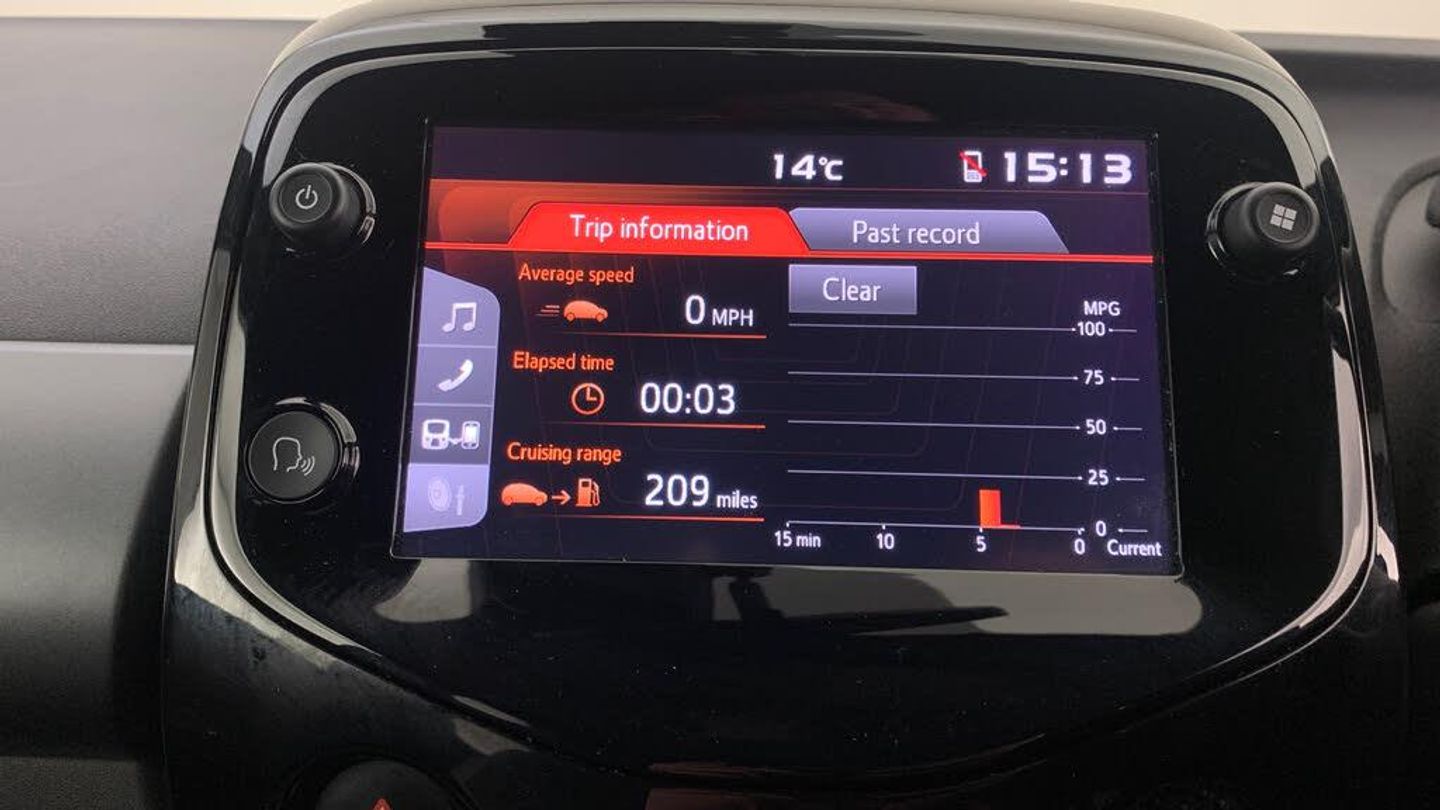 14°C 15:13
Trip information Past record
Average speed
0 MPH
Clear
Elapsed time
00:03
Cruising range
209 miles
MPG
100
75
50
25
0
15 min 10 5 0 Current